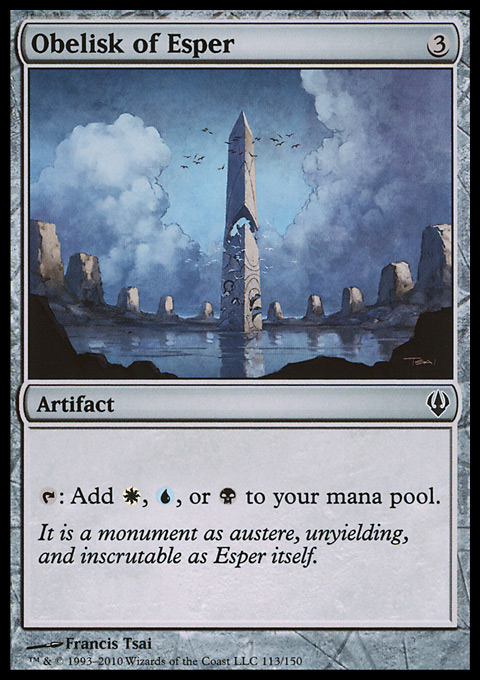 Obelisk of Esper 3
TSAI
Artifact
: Add , , or to your mana pool.
It is a monument as austere, unyielding,
and inscrutable as Esper itself.
Francis Tsai
™ & © 1993–2010 Wizards of the Coast LLC 113/150